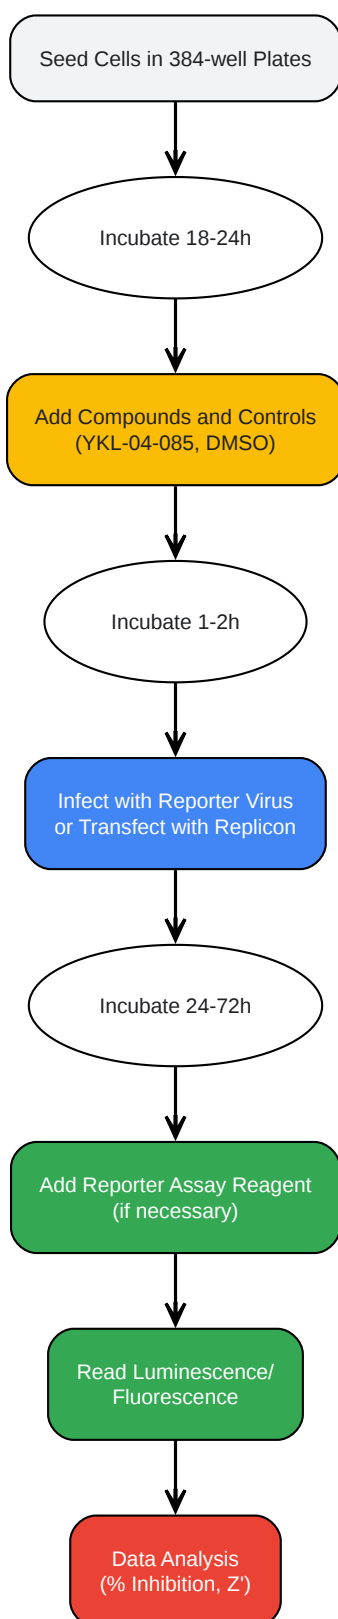 Seed Cells in 384-well Plates
Incubate 18-24h
Add Compounds and Controls
(YKL-04-085, DMSO)
Incubate 1-2h
Infect with Reporter Virus
or Transfect with Replicon
Incubate 24-72h
Add Reporter Assay Reagent
(if necessary)
Read Luminescence/
Fluorescence
Data Analysis
(% Inhibition, Z')